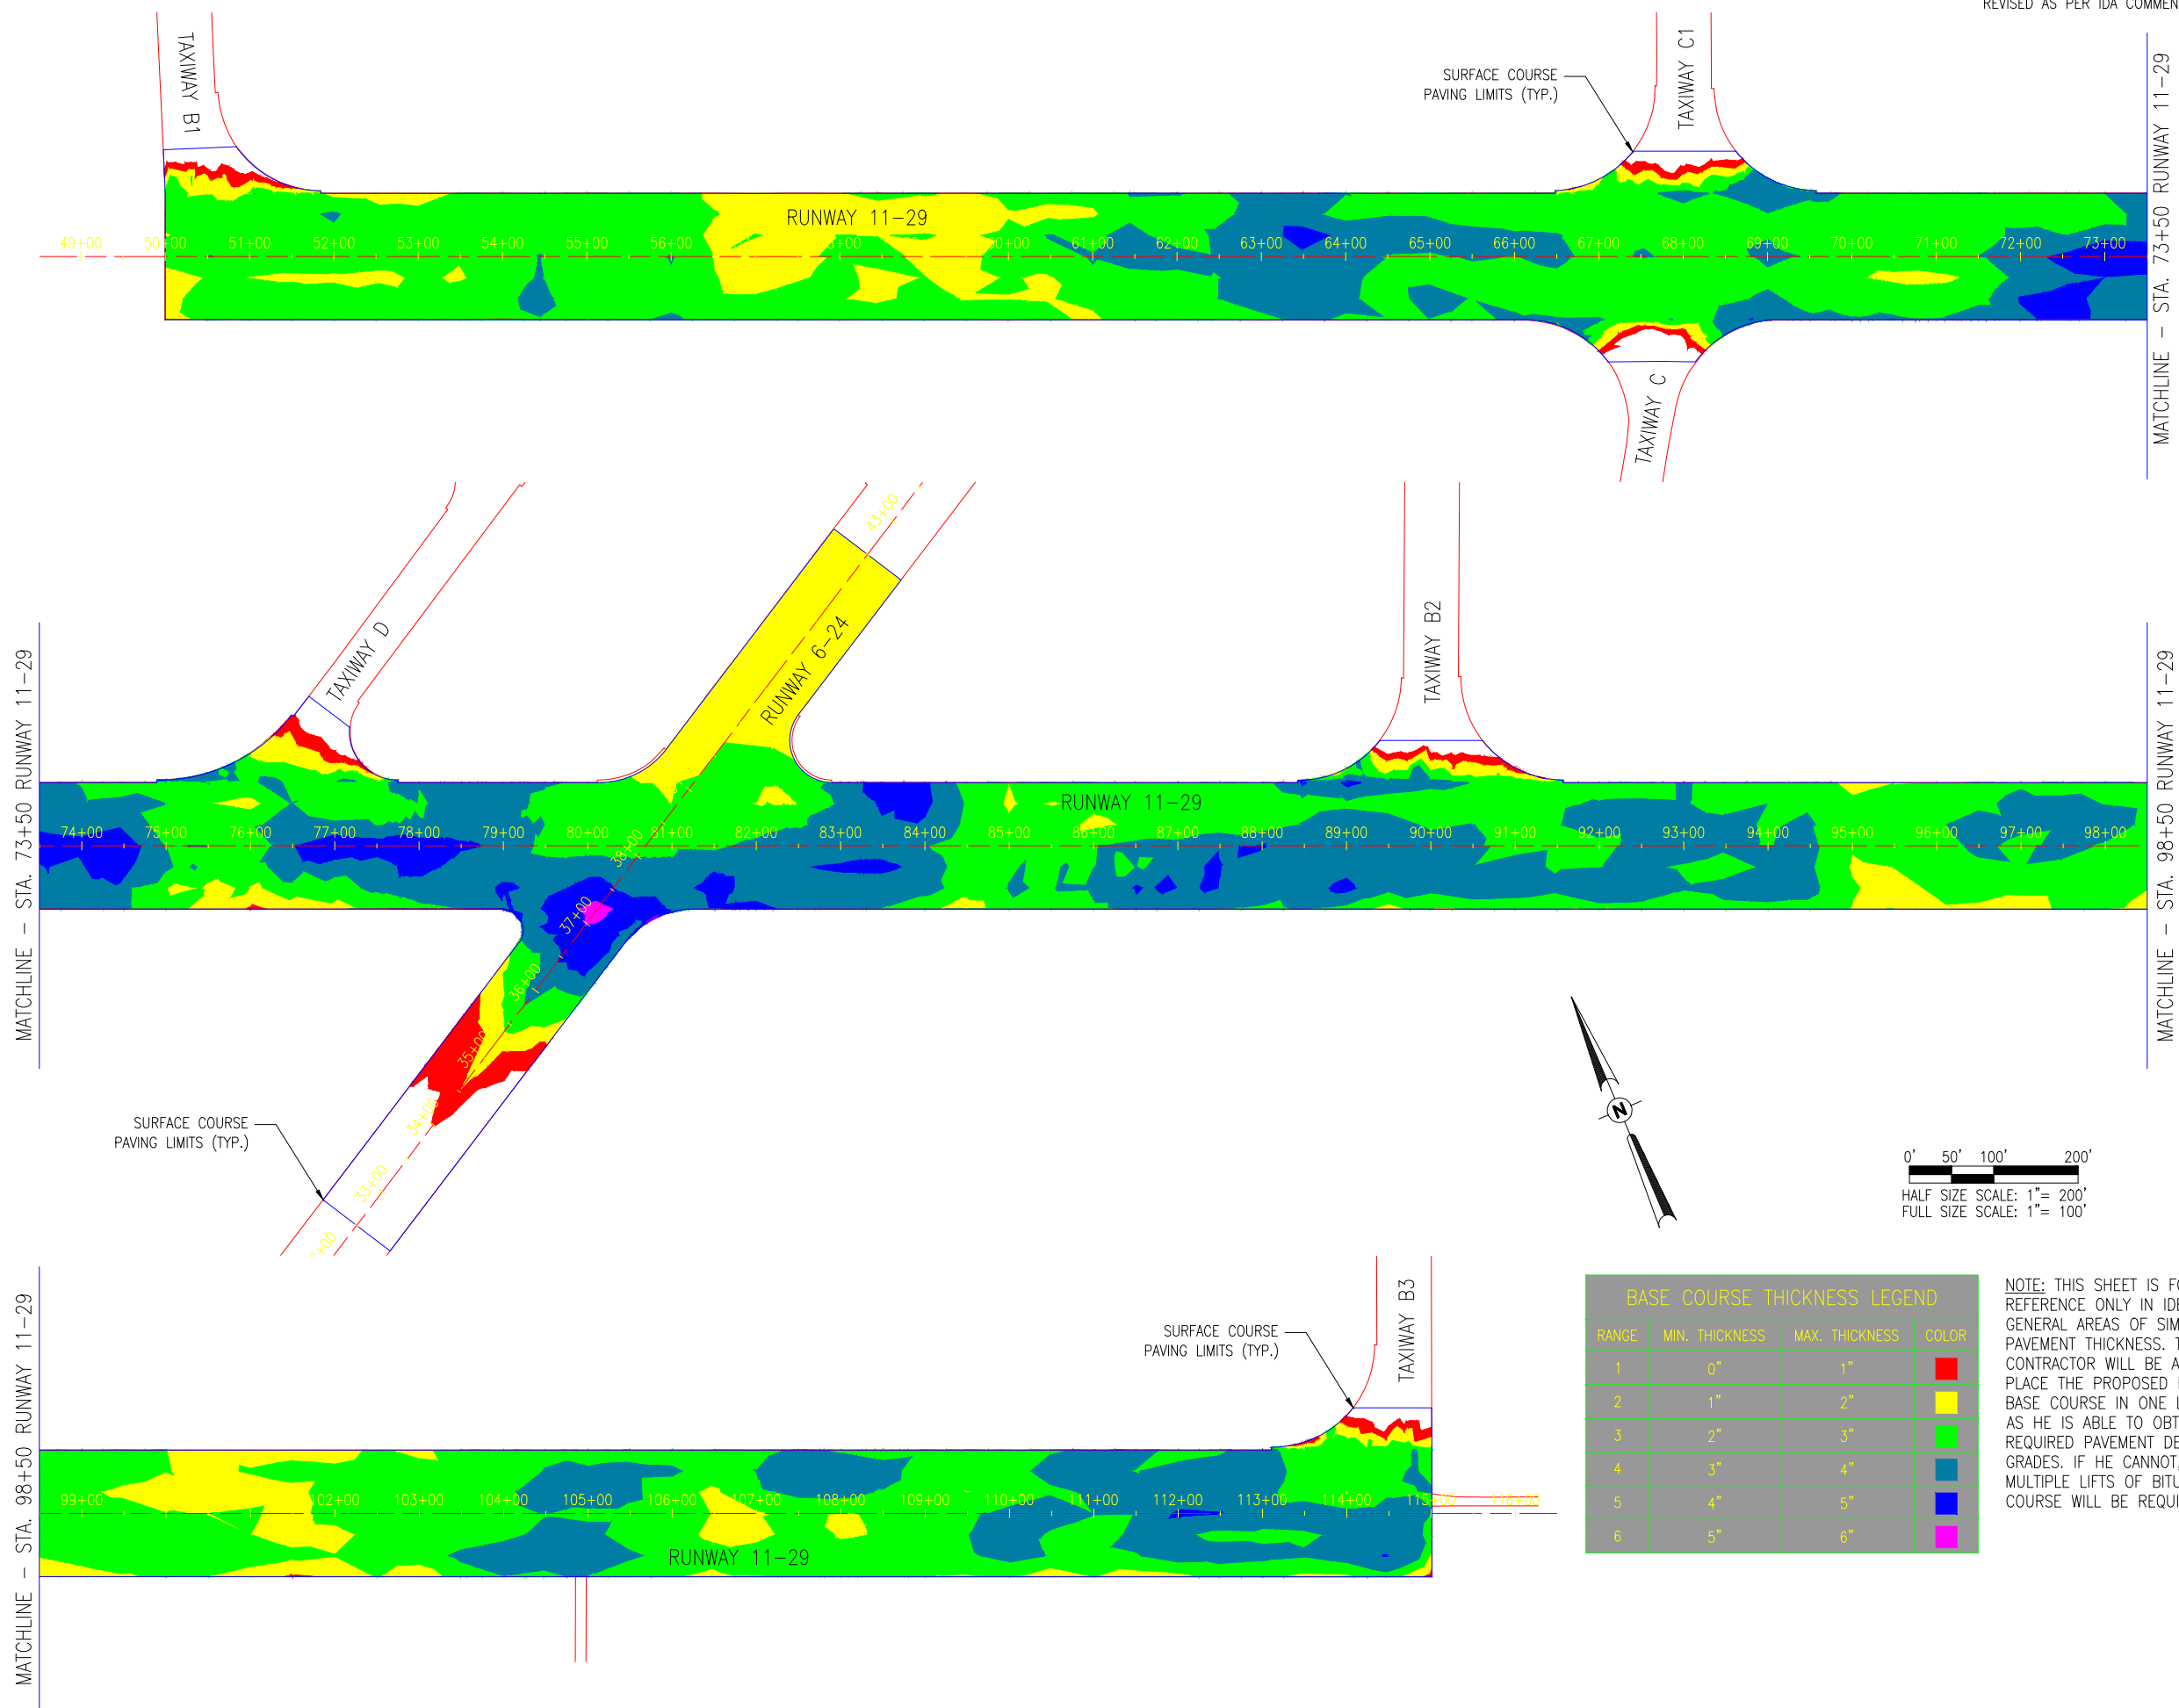 REVISED AS PER IDA COMMEN
TAXIWAY B1
SURFACE COURSE
PAVING LIMITS (TYP.)
TAXIWAY C1
MATCHLINE - STA. 73+50 RUNWAY 11-29
RUNWAY 11-29
49+00 50+00 51+00 52+00 53+00 54+00 55+00 56+00 60+00 61+00 62+00 63+00 64+00 65+00 66+00 67+00 68+00 69+00 70+00 71+00 72+00 73+00
TAXIWAY C
TAXIWAY D
43+00
RUNWAY 6-24
TAXIWAY B2
MATCHLINE - STA. 73+50 RUNWAY 11-29
MATCHLINE - STA. 98+50 RUNWAY 11-29
RUNWAY 11-29
74+00 75+00 76+00 77+00 78+00 79+00 80+00 81+00 82+00 83+00 84+00 85+00 86+00 87+00 88+00 89+00 90+00 91+00 92+00 93+00 94+00 95+00 96+00 97+00 98+00
38+00
37+00
36+00
35+00
34+00
33+00
+00
SURFACE COURSE
PAVING LIMITS (TYP.)
N
0' 50' 100' 200'
HALF SIZE SCALE: 1"= 200'
FULL SIZE SCALE: 1"= 100'
MATCHLINE - STA. 98+50 RUNWAY 11-29
SURFACE COURSE
PAVING LIMITS (TYP.)
TAXIWAY B3
99+00 102+00 103+00 104+00 105+00 106+00 107+00 108+00 109+00 110+00 111+00 112+00 113+00 114+00 115+00 116+00
RUNWAY 11-29
BASE COURSE THICKNESS LEGEND
RANGE MIN. THICKNESS MAX. THICKNESS COLOR
1 0" 1"
2 1" 2"
3 2" 3"
4 3" 4"
5 4" 5"
6 5" 6"
NOTE: THIS SHEET IS FO
REFERENCE ONLY IN IDE
GENERAL AREAS OF SIM
PAVEMENT THICKNESS. T
CONTRACTOR WILL BE A
PLACE THE PROPOSED
BASE COURSE IN ONE L
AS HE IS ABLE TO OBT
REQUIRED PAVEMENT DE
GRADES. IF HE CANNOT,
MULTIPLE LIFTS OF BITU
COURSE WILL BE REQUI